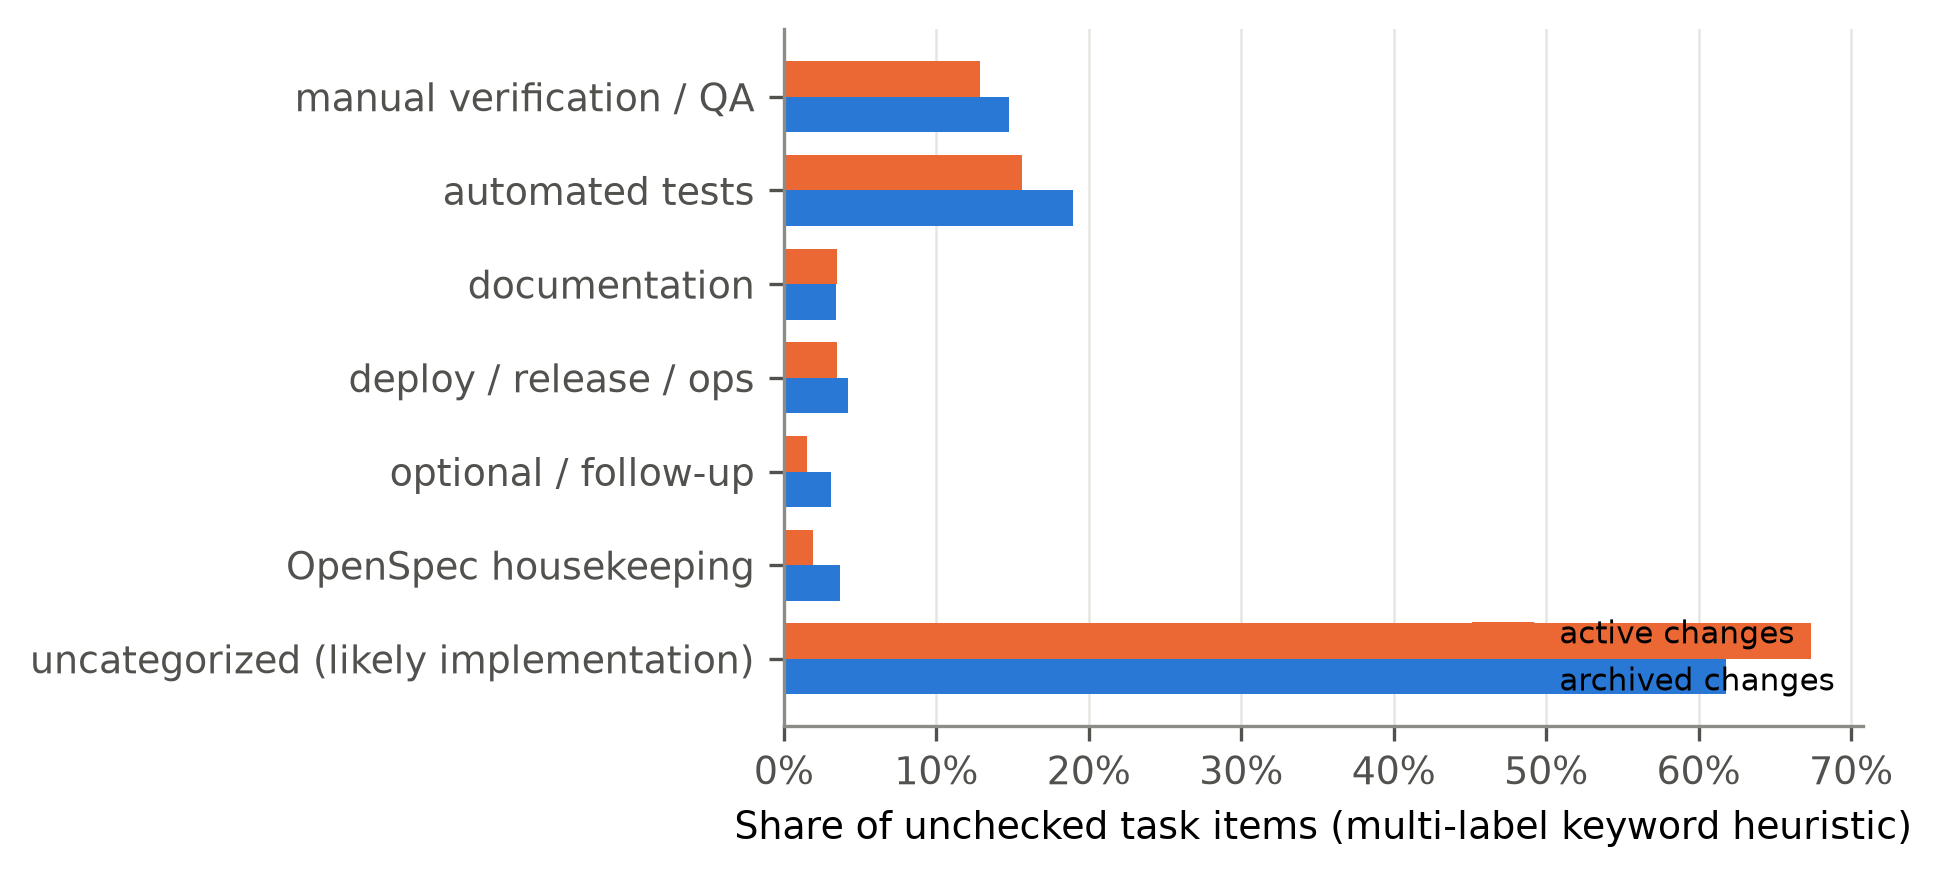 manual verification / QA
automated tests
documentation
deploy / release / ops
optional / follow-up
OpenSpec housekeeping
uncategorized (likely implementation)
active changes
archived changes
0% 10% 20% 30% 40% 50% 60% 70%
Share of unchecked task items (multi-label keyword heuristic)